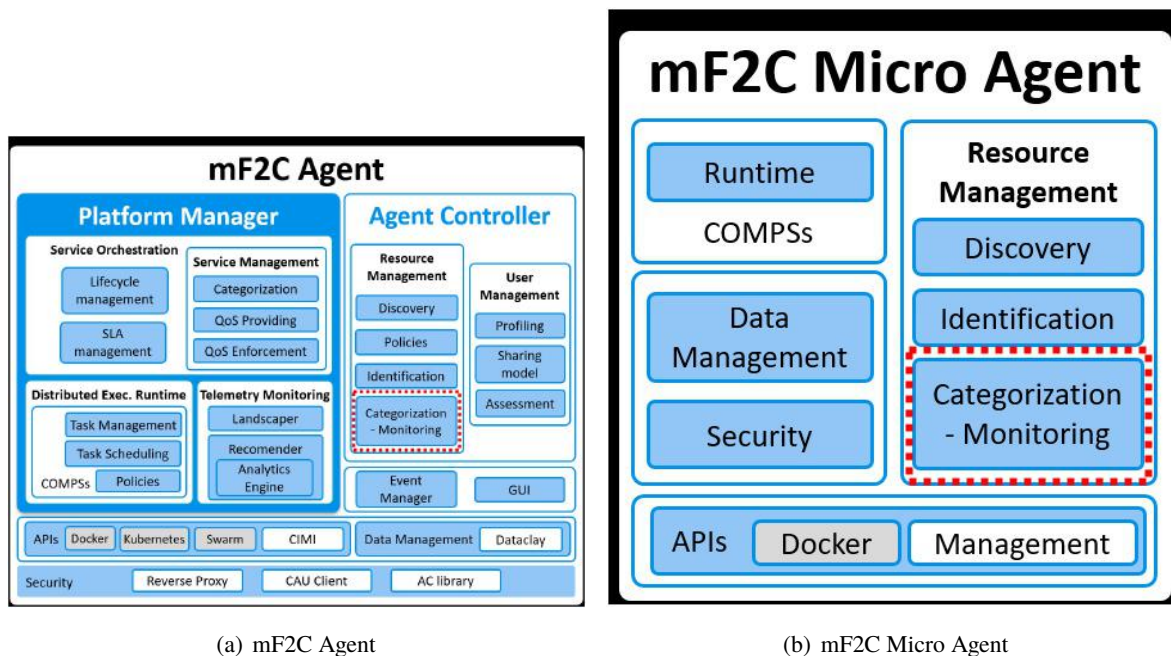 mF2C Agent
Platform Manager
Service Orchestration
Lifecycle
management
SLA
management
Service Management
Categorization
QoS Providing
QoS Enforcement
Distributed Exec. Runtime
Task Management
Task Scheduling
COMPSs
Policies
Telemetry Monitoring
Landscaper
Recomender
Analytics
Engine
Agent Controller
Resource
Management
Discovery
Policies
Identification
Categorization
- Monitoring
User
Management
Profiling
Sharing
model
Assessment
Event
Manager
GUI
APIs
Docker
Kubernetes
Swarm
CIMI
Data Management
Dataclay
Security
Reverse Proxy
CAU Client
AC library
(a) mF2C Agent
mF2C Micro Agent
Runtime
COMPSs
Data
Management
Security
Resource
Management
Discovery
Identification
Categorization
- Monitoring
APIs
Docker
Management
(b) mF2C Micro Agent